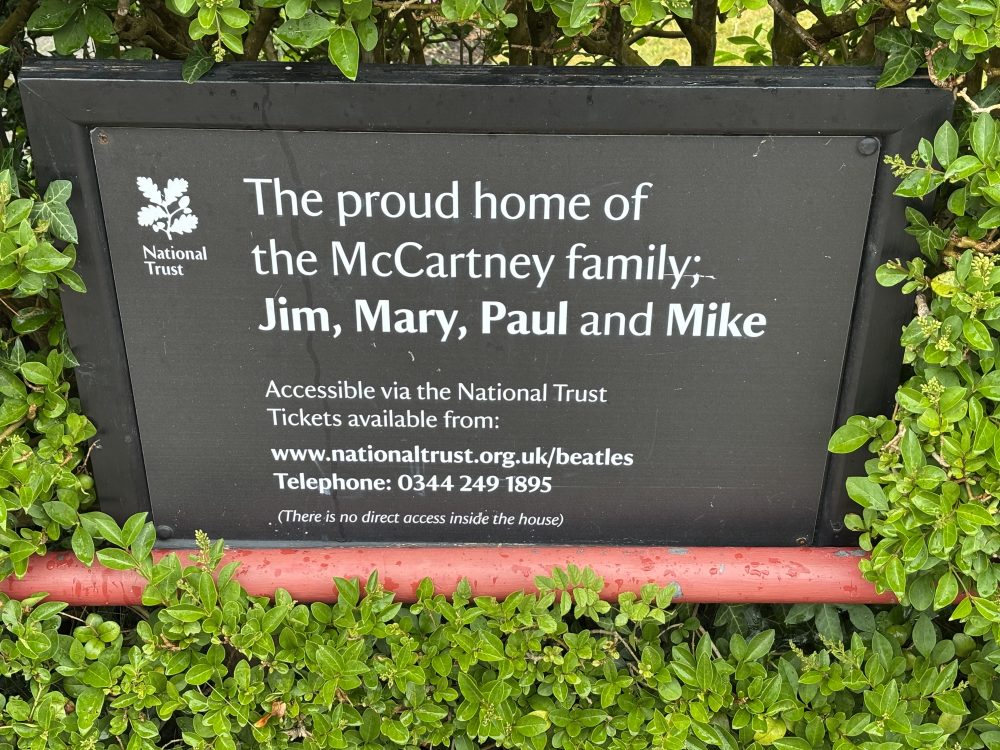 National
Trust
The proud home of
the McCartney family;
Jim, Mary, Paul and Mike
Accessible via the National Trust
Tickets available from:
www.nationaltrust.org.uk/beatles
Telephone: 0344 249 1895
(There is no direct access inside the house)